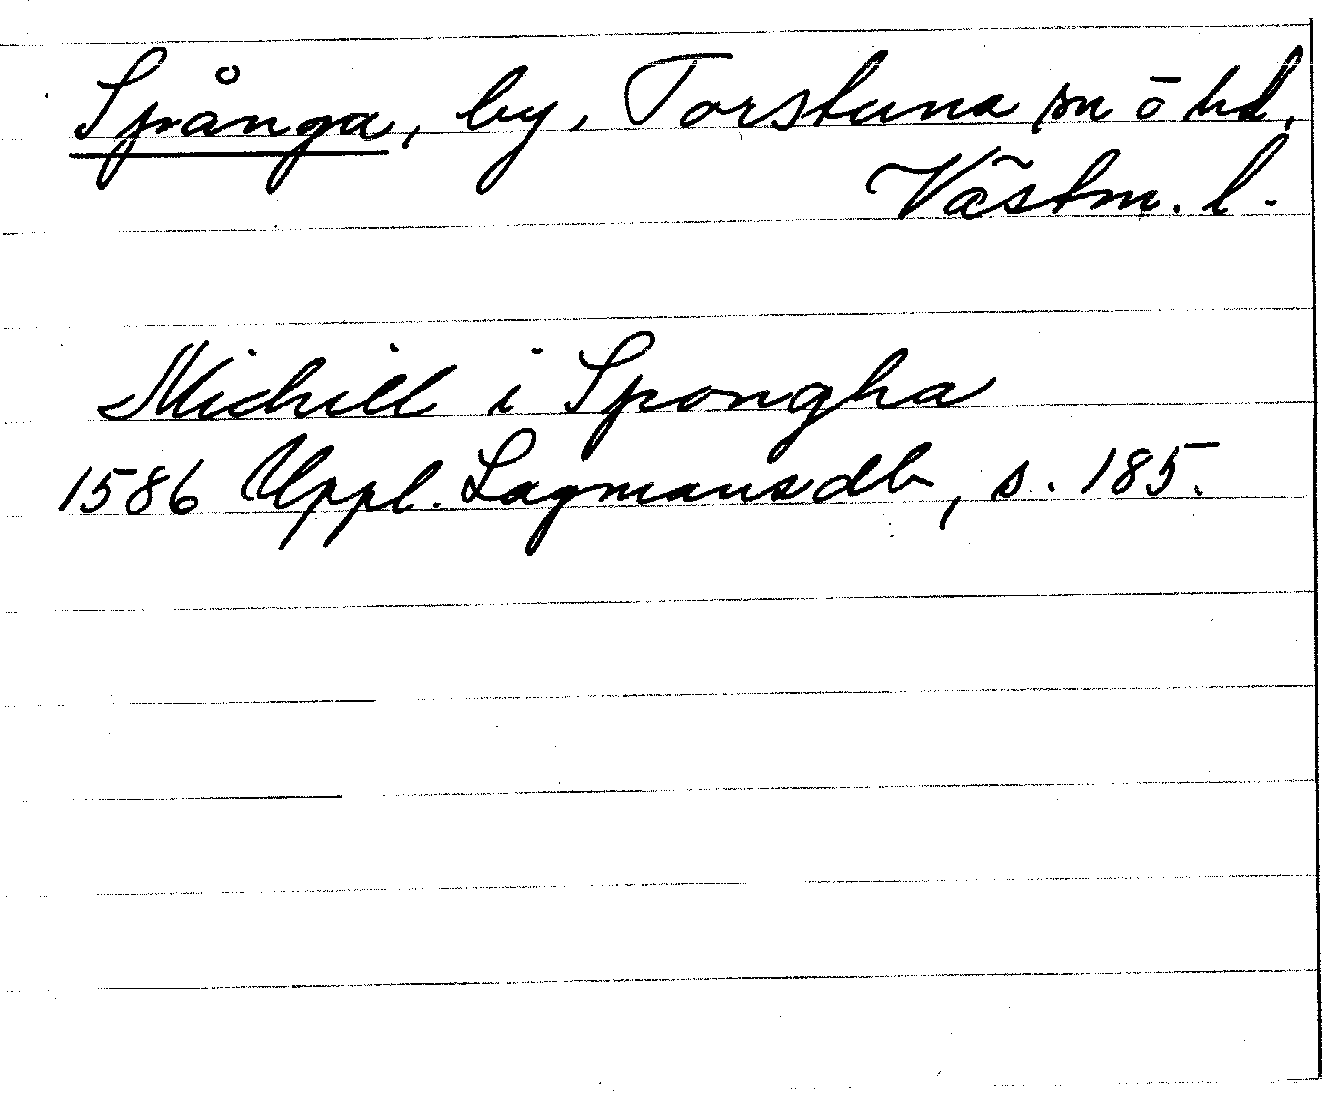 Spånga, by, Torstuna sn ö hd,
Västm. l.
Michill i Spongha
1586 Uppl. Lagmansdb, s. 185.